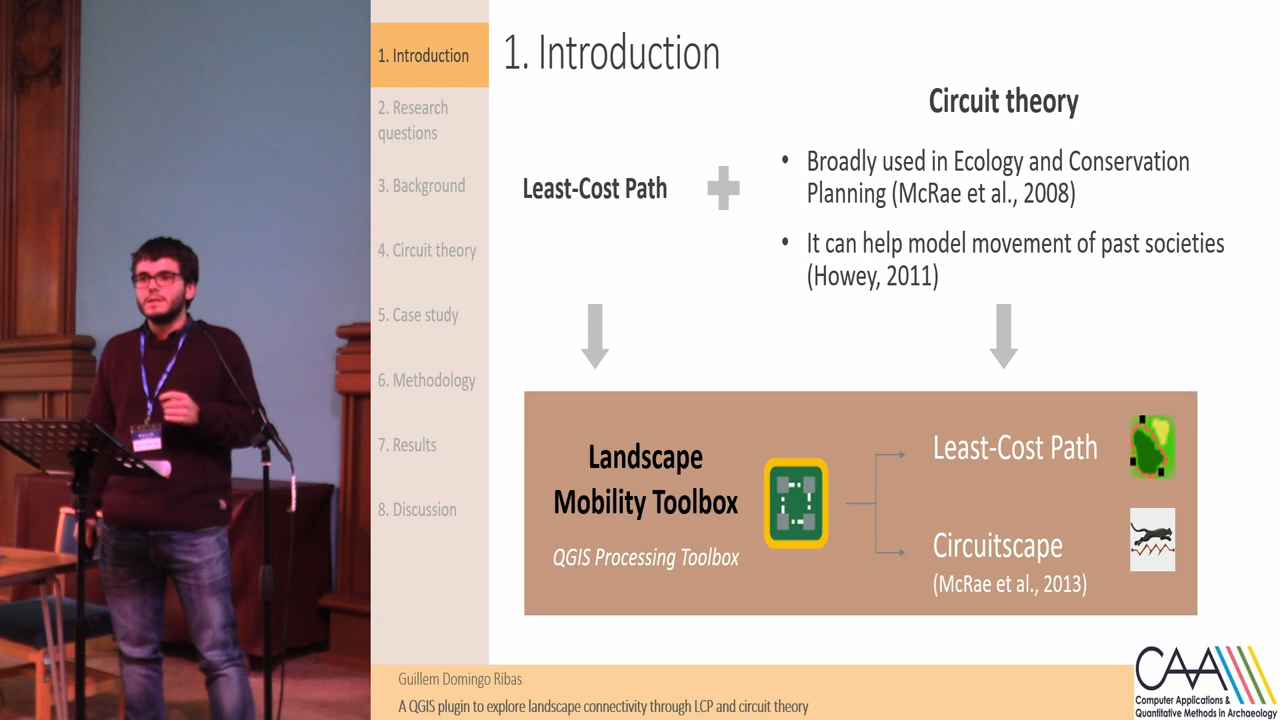 1. Introduction
2. Research
questions
3. Background
4. Circuit theory
5. Case study
6. Methodology
7. Results
8. Discussion
1. Introduction
Circuit theory
Least-Cost Path
• Broadly used in Ecology and Conservation
Planning (McRae et al., 2008)
• It can help model movement of past societies
(Howey, 2011)
Landscape
Mobility Toolbox
QGIS Processing Toolbox
Least-Cost Path
Circuitscape
(McRae et al., 2013)
Guillem Domingo Ribas
A QGIS plugin to explore landscape connectivity through LCP and circuit theory
CAA
Computer Applications &
Quantitative Methods in Archaeology